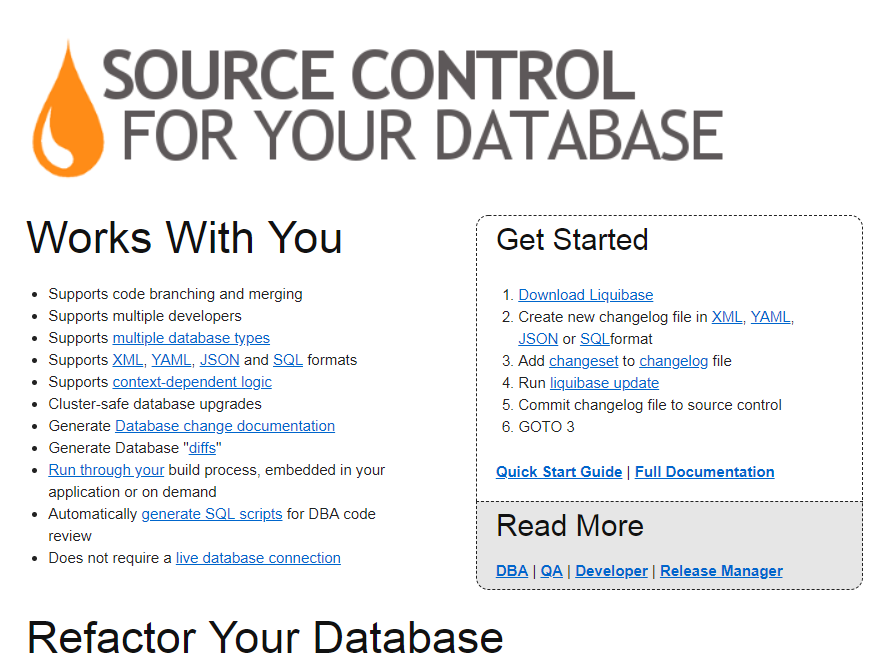 SOURCE CONTROL
FOR YOUR DATABASE
Works With You
• Supports code branching and merging
• Supports multiple developers
• Supports multiple database types
• Supports XML, YAML, JSON and SQL formats
• Supports context-dependent logic
• Cluster-safe database upgrades
• Generate Database change documentation
• Generate Database "diffs"
• Run through your build process, embedded in your
application or on demand
• Automatically generate SQL scripts for DBA code
review
• Does not require a live database connection
Get Started
1. Download Liquibase
2. Create new changelog file in XML, YAML,
JSON or SQLformat
3. Add changeset to changelog file
4. Run liquibase update
5. Commit changelog file to source control
6. GOTO 3
Quick Start Guide | Full Documentation
Read More
DBA | QA | Developer | Release Manager
Refactor Your Database